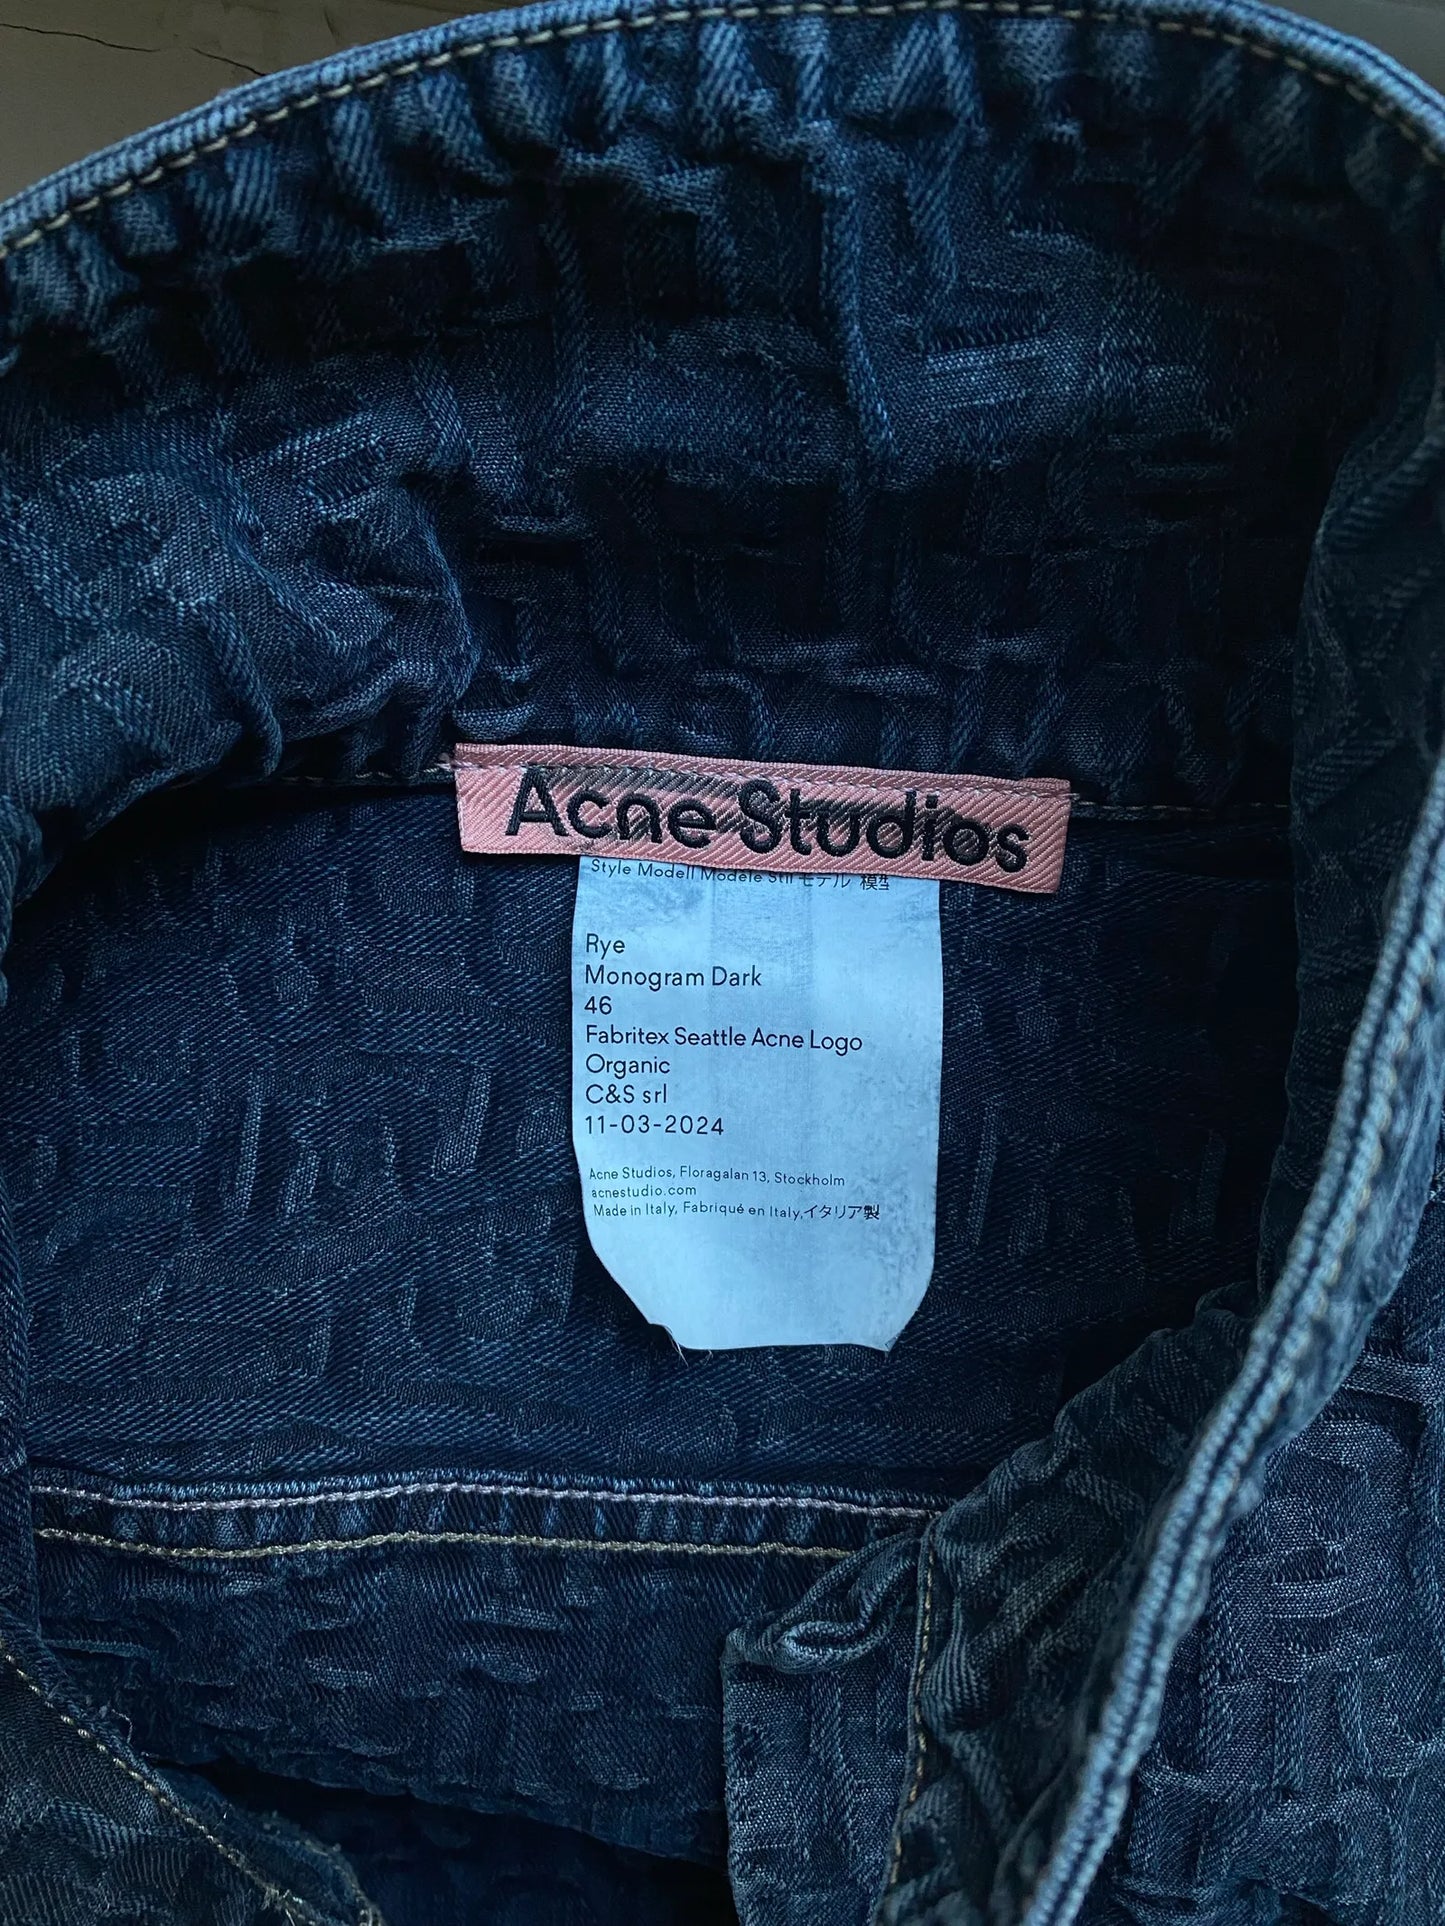 Acne Studios
Style Modell Modèle Stil モデル 模型
Rye
Monogram Dark
46
Fabritex Seattle Acne Logo
Organic
C&S srl
11-03-2024
Acne Studios, Floragalan 13, Stockholm
acnestudio.com
Made in Italy, Fabriqué en Italy,イタリア製